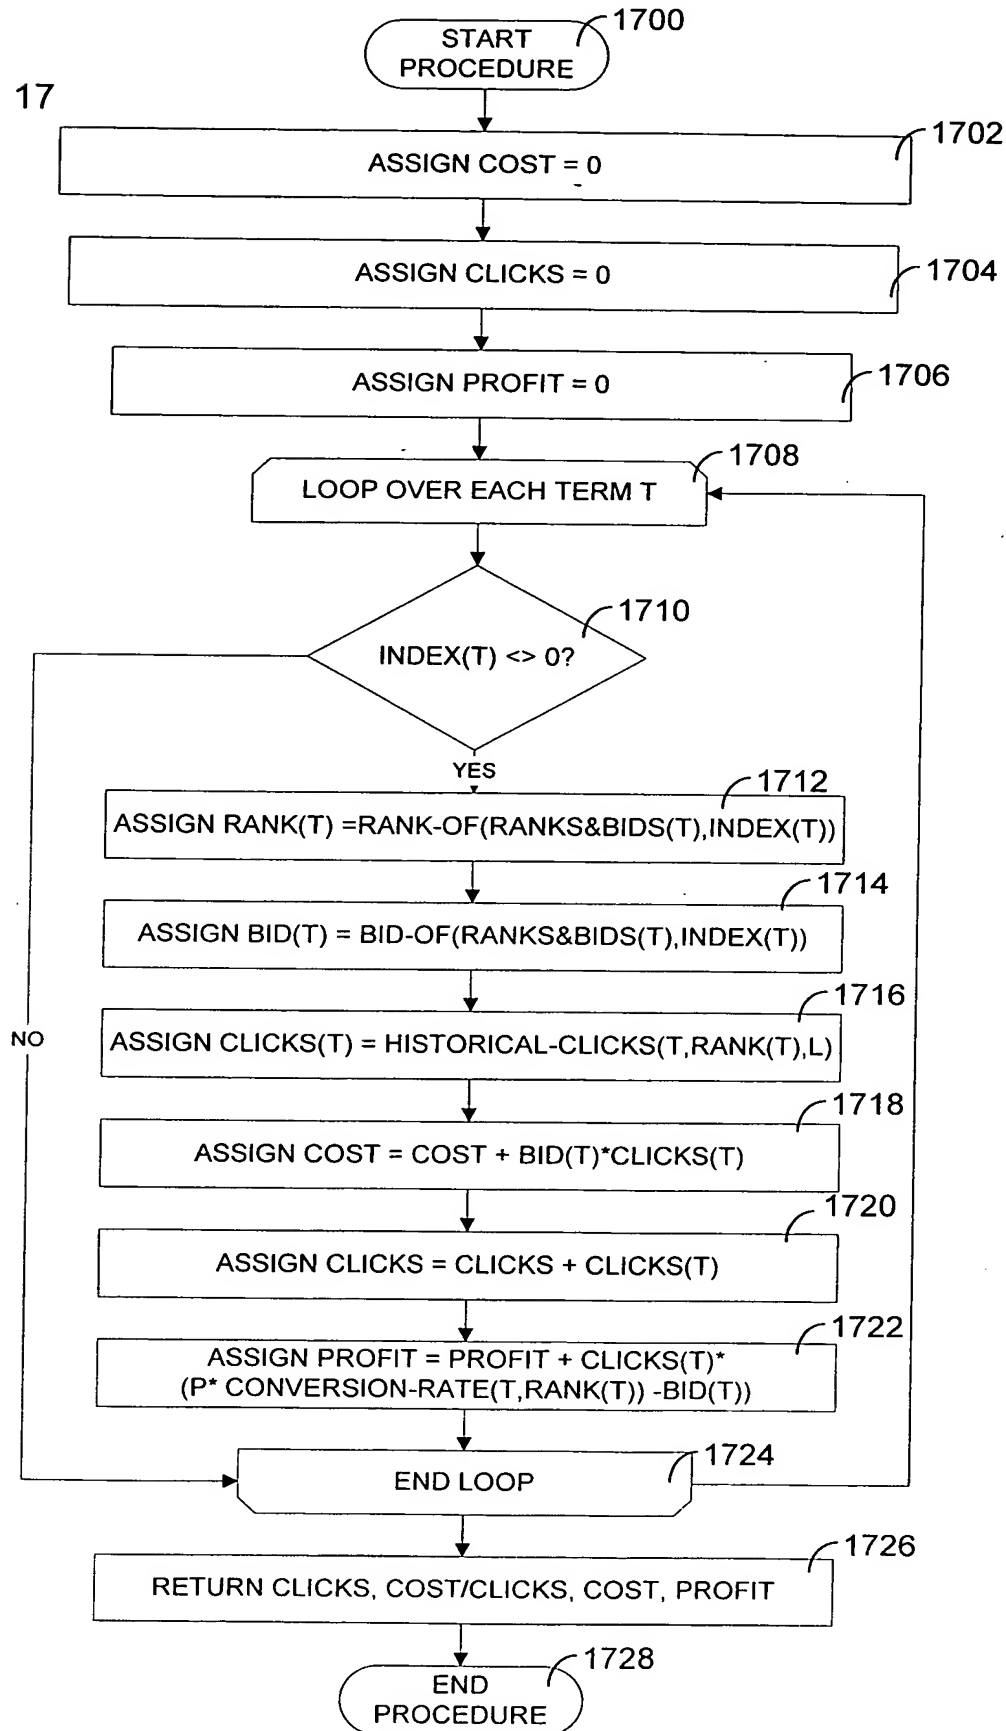 1700
START
PROCEDURE
17
1702
ASSIGN COST = 0
1704
ASSIGN CLICKS = 0
1706
ASSIGN PROFIT = 0
1708
LOOP OVER EACH TERM T
1710
INDEX(T) <> 0?
YES
1712
ASSIGN RANK(T) =RANK-OF(RANKS&BIDS(T),INDEX(T))
1714
ASSIGN BID(T) = BID-OF(RANKS&BIDS(T),INDEX(T))
1716
NO
ASSIGN CLICKS(T) = HISTORICAL-CLICKS(T,RANK(T),L)
1718
ASSIGN COST = COST + BID(T)*CLICKS(T)
1720
ASSIGN CLICKS = CLICKS + CLICKS(T)
1722
ASSIGN PROFIT = PROFIT + CLICKS(T)*
(P* CONVERSION-RATE(T,RANK(T)) -BID(T))
1724
END LOOP
1726
RETURN CLICKS, COST/CLICKS, COST, PROFIT
1728
END
PROCEDURE